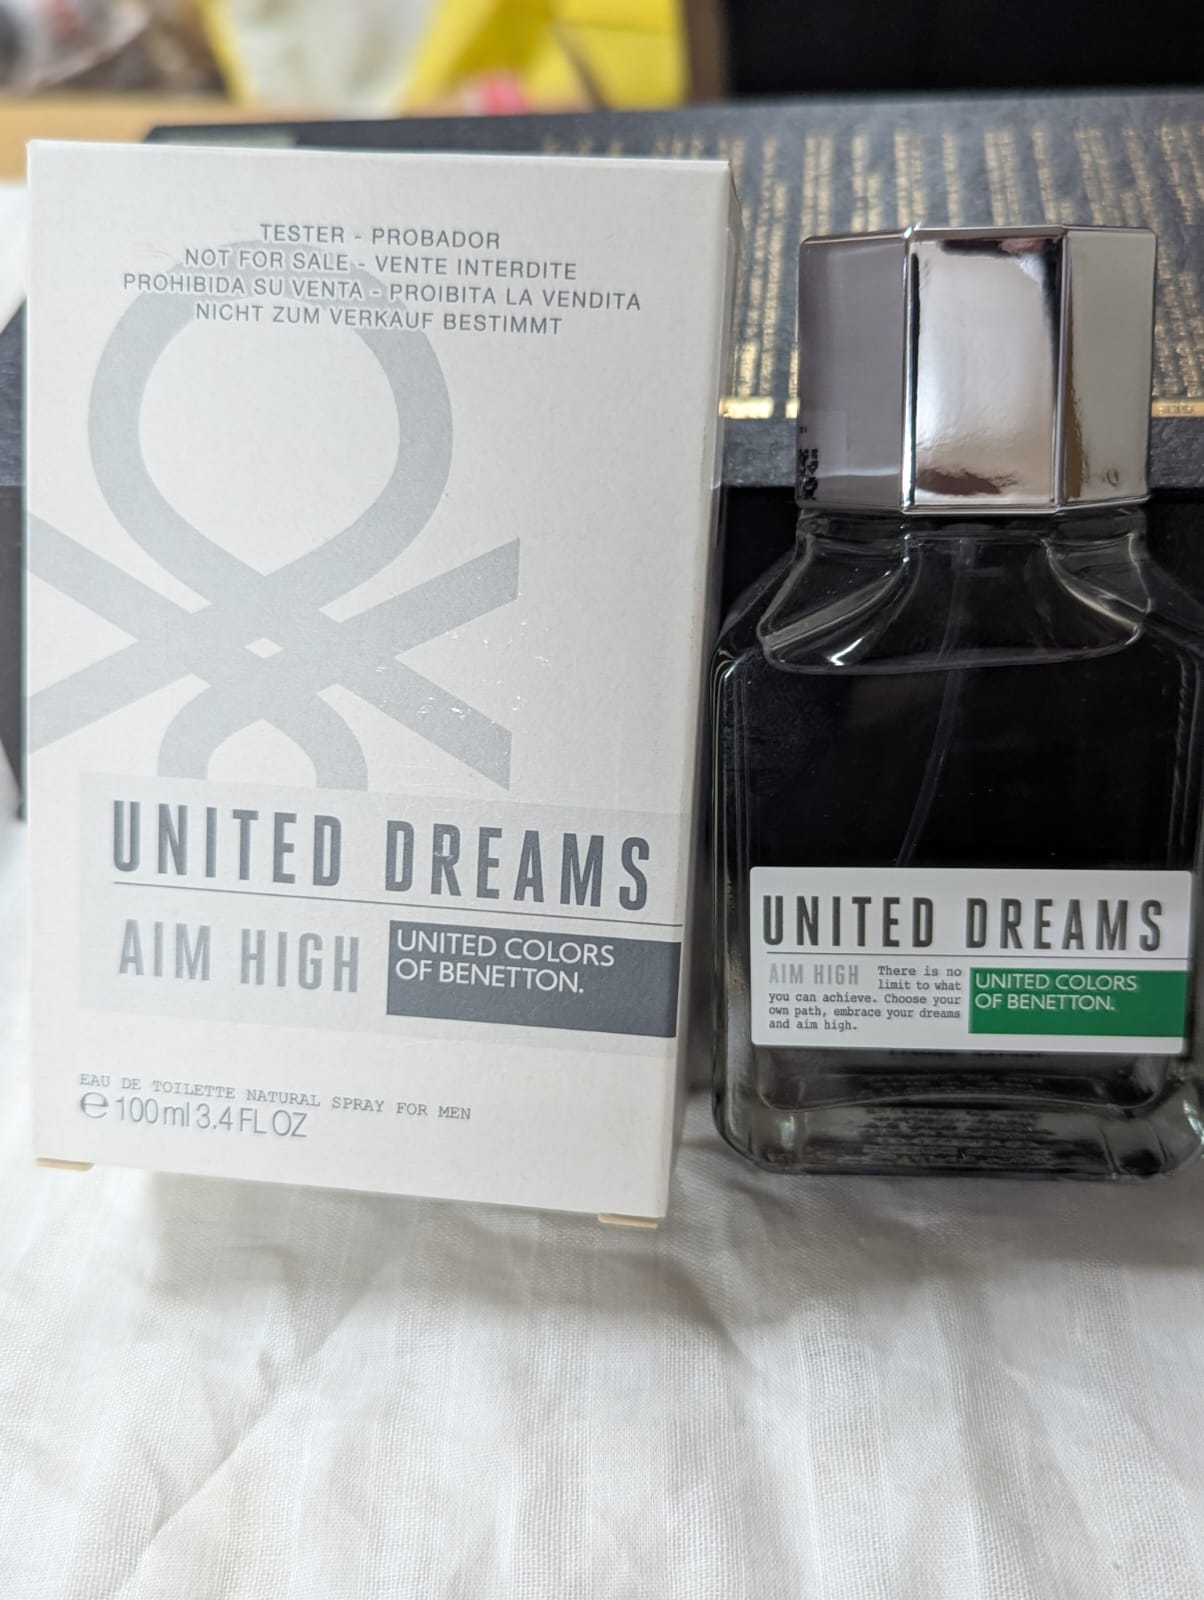 TESTER - PROBADOR
NOT FOR SALE - VENTE INTERDITE
PROHIBIDA SU VENTA - PROIBITA LA VENDITA
NICHT ZUM VERKAUF BESTIMMT
UNITED DREAMS
AIM HIGH
UNITED COLORS
OF BENETTON.
EAU DE TOILETTE NATURAL SPRAY FOR MEN
e 100 ml 3.4 FL OZ
UNITED DREAMS
AIM HIGH There is no
limit to what
you can achieve. Choose your
own path, embrace your dreams
and aim high.
UNITED COLORS
OF BENETTON.